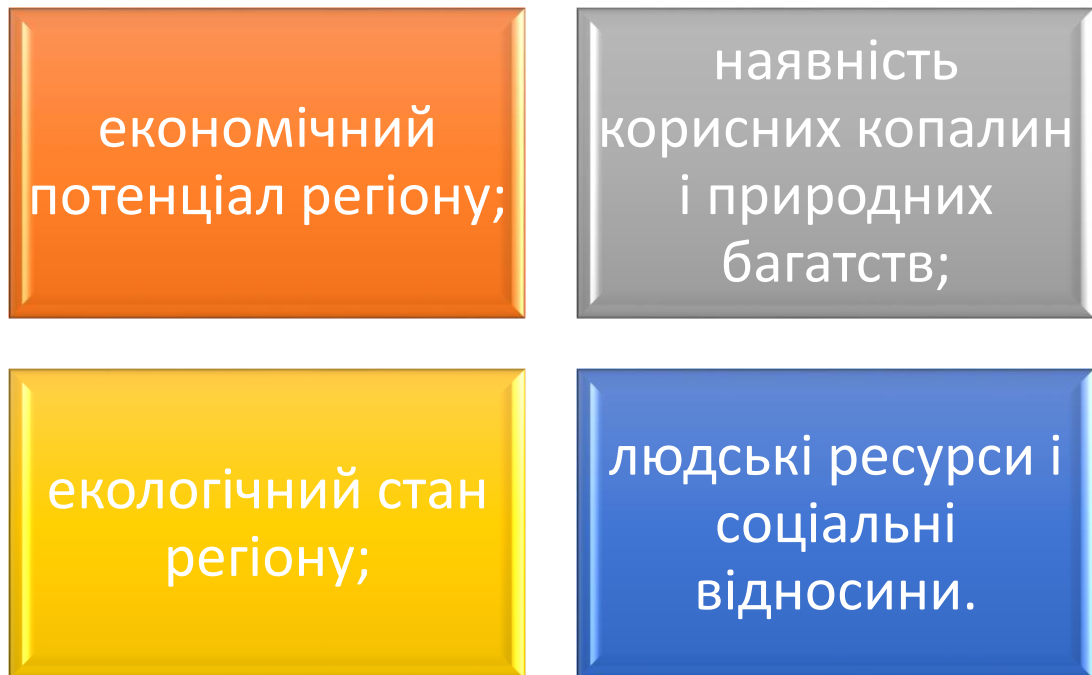 економічний
потенціал регіону;
наявність
корисних копалин
і природних
багатств;
екологічний стан
регіону;
людські ресурси і
соціальні
відносини.